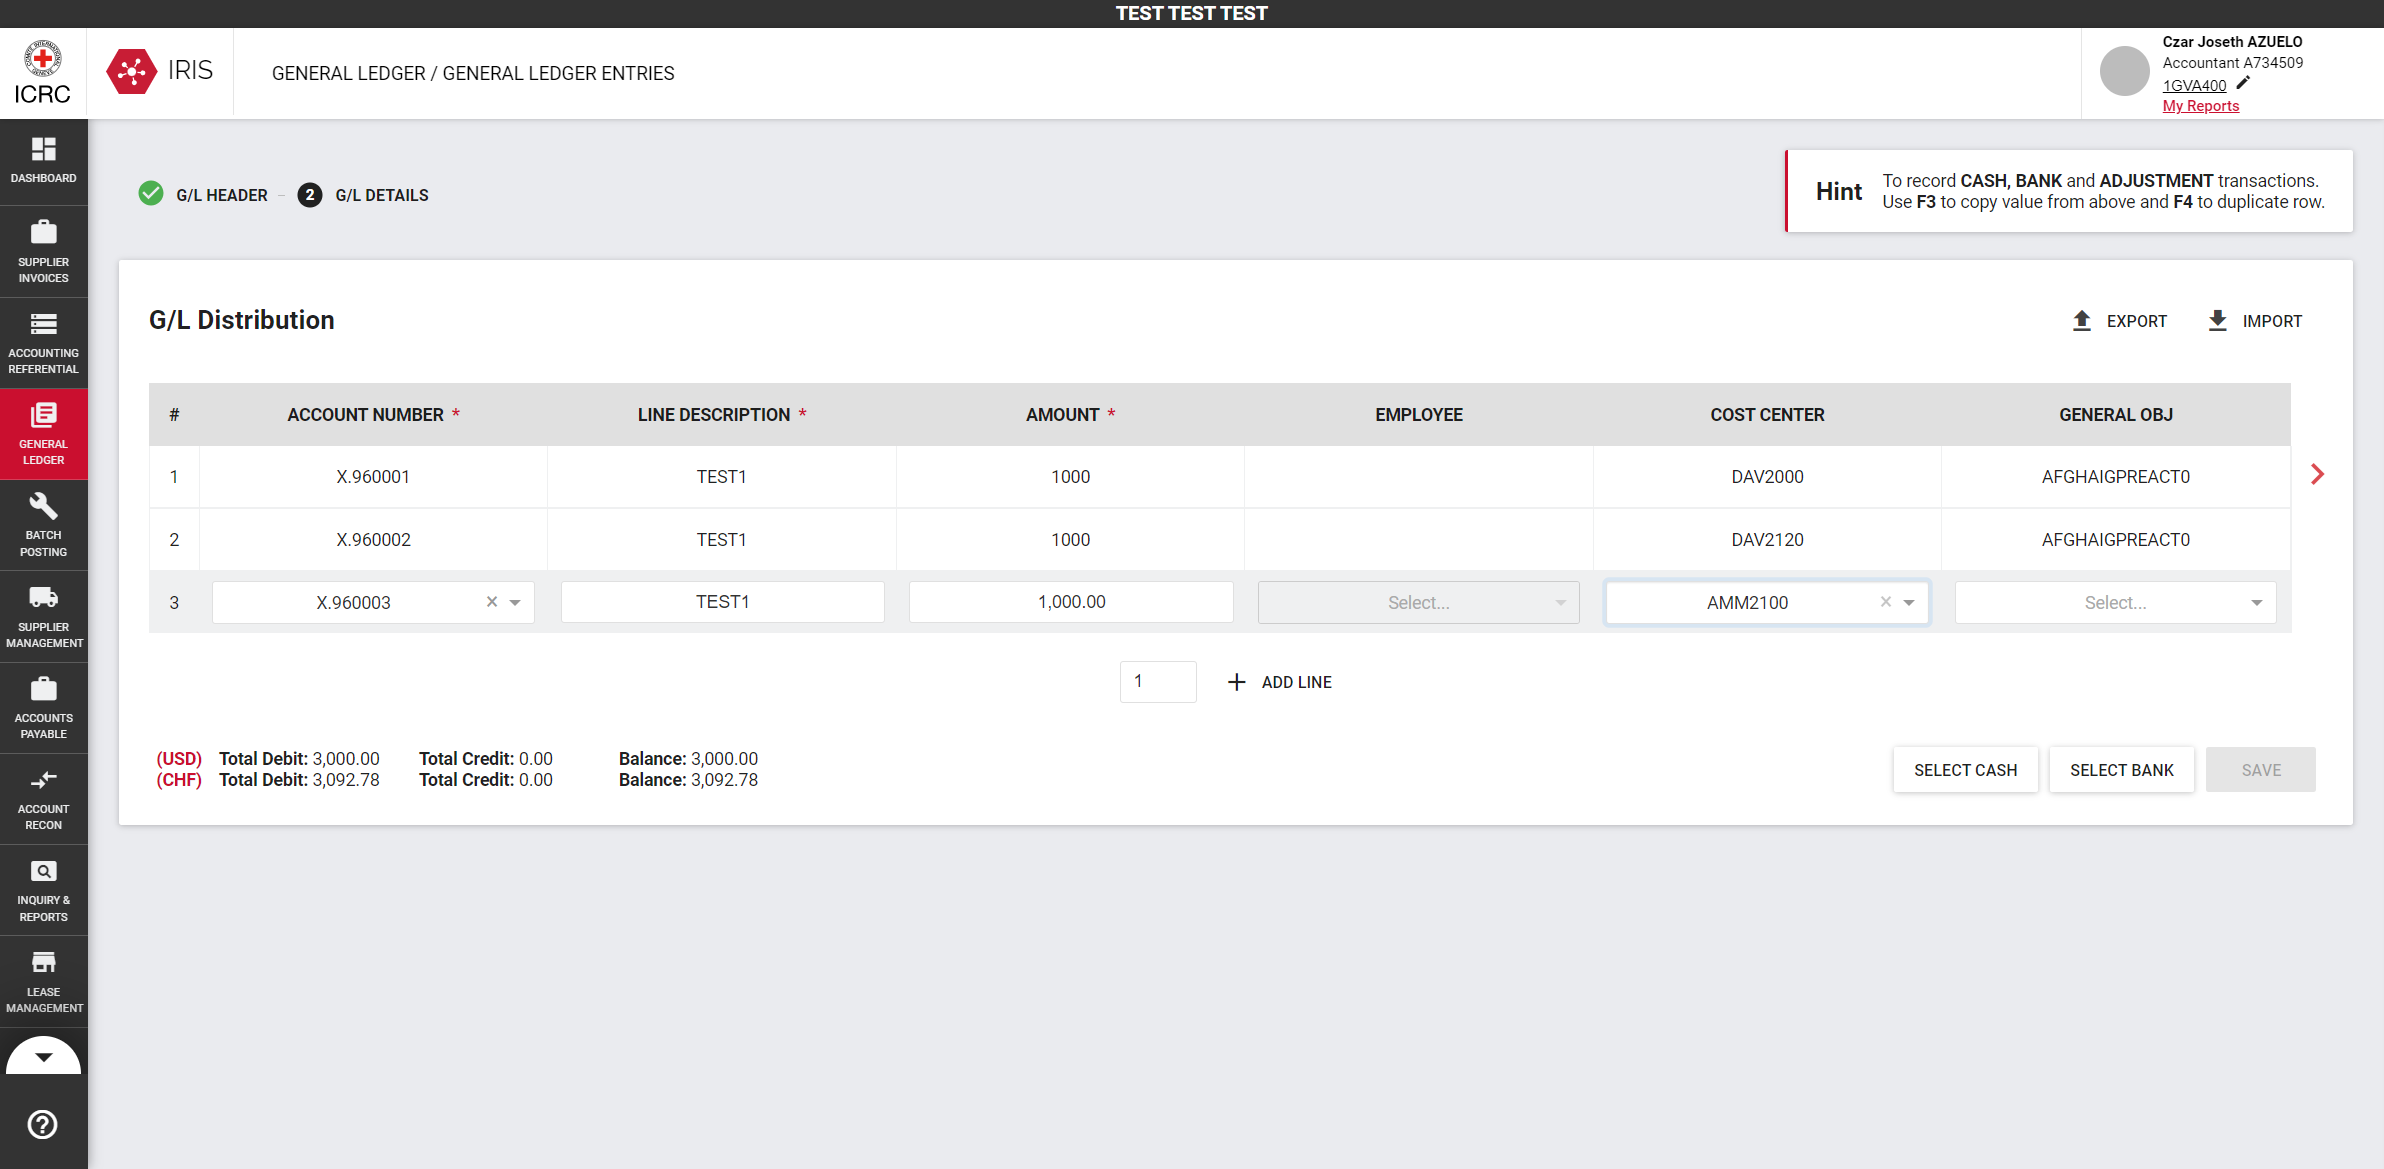 TEST TEST TEST
ICRC
IRIS
GENERAL LEDGER / GENERAL LEDGER ENTRIES
Czar Joseth AZUELO
Accountant A734509
1GVA400
My Reports
DASHBOARD
SUPPLIER
INVOICES
ACCOUNTING
REFERENTIAL
GENERAL
LEDGER
BATCH
POSTING
SUPPLIER
MANAGEMENT
ACCOUNTS
PAYABLE
ACCOUNT
RECON
INQUIRY &
REPORTS
LEASE
MANAGEMENT
G/L HEADER – 2 G/L DETAILS
Hint
To record CASH, BANK and ADJUSTMENT transactions.
Use F3 to copy value from above and F4 to duplicate row.
G/L Distribution
EXPORT IMPORT
# ACCOUNT NUMBER * LINE DESCRIPTION * AMOUNT * EMPLOYEE COST CENTER GENERAL OBJ
1 X.960001 TEST1 1000 DAV2000 AFGHAIGPREACT0
2 X.960002 TEST1 1000 DAV2120 AFGHAIGPREACT0
3 X.960003 × TEST1 1,000.00 Select... AMM2100 × Select...
1 + ADD LINE
(USD) Total Debit: 3,000.00 Total Credit: 0.00 Balance: 3,000.00
(CHF) Total Debit: 3,092.78 Total Credit: 0.00 Balance: 3,092.78
SELECT CASH SELECT BANK SAVE